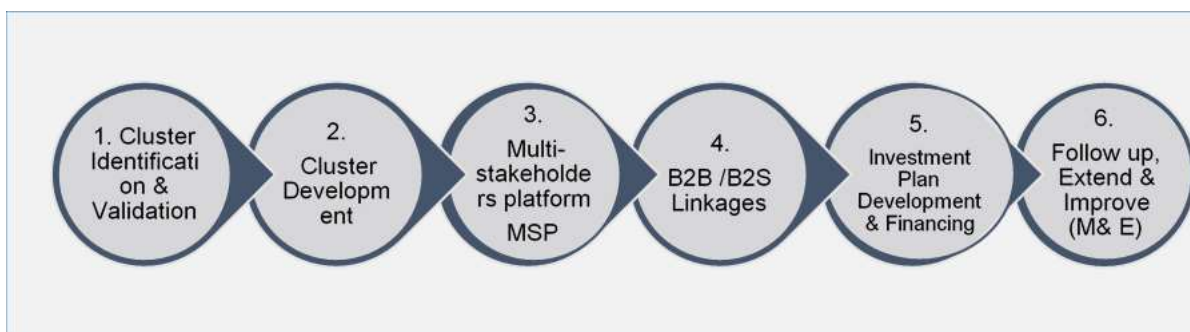 1. Cluster
Identificati
on &
Validation
2.
Cluster
Developm
ent
3.
Multi-
stakeholde
rs platform
MSP
4.
B2B /B2S
Linkages
5.
Investment
Plan
Development
& Financing
6.
Follow up,
Extend &
Improve
(M& E)